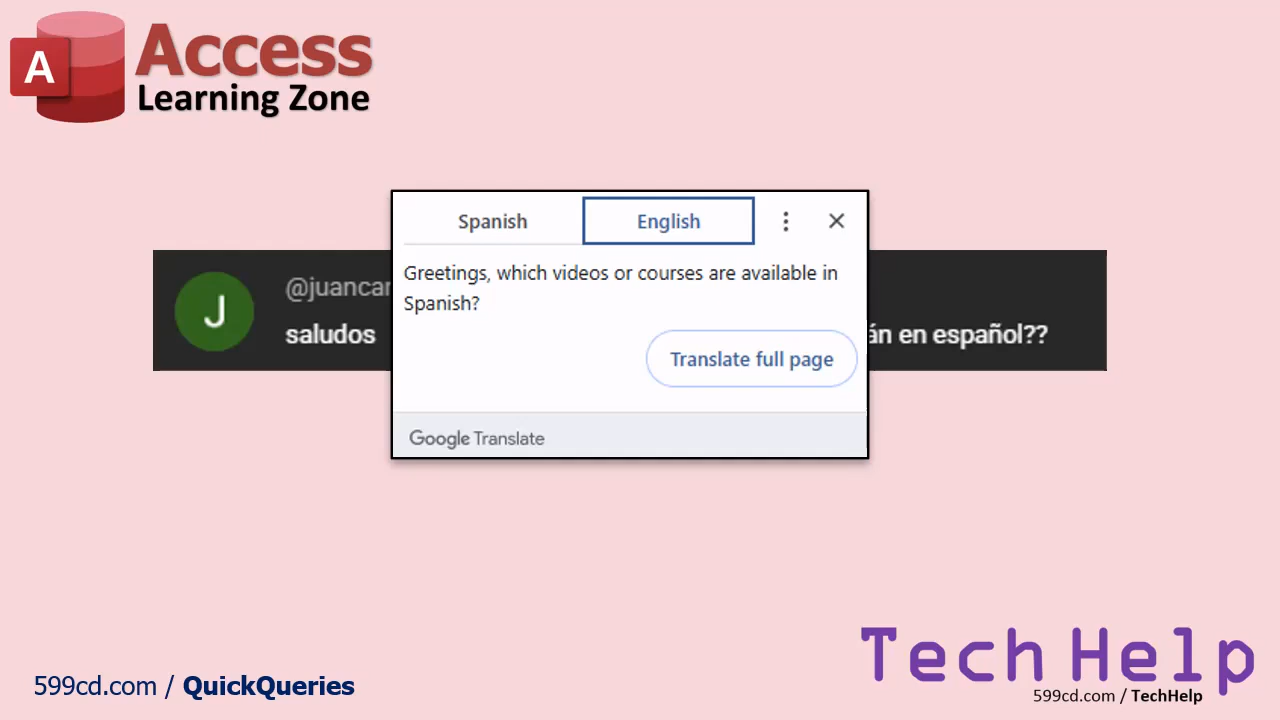 A
Access
Learning Zone
Spanish
English
Greetings, which videos or courses are available in
Spanish?
Translate full page
Google Translate
J
@juancar
saludos
án en español??
Tech Help
599cd.com / QuickQueries
599cd.com / TechHelp